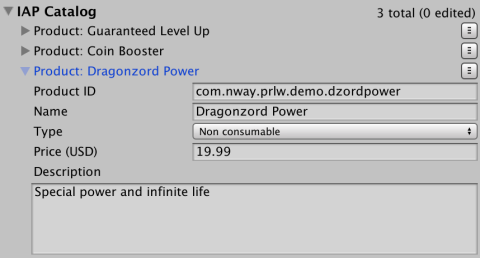 IAP Catalog 3 total (0 edited)
Product: Guaranteed Level Up
Product: Coin Booster
Product: Dragonzord Power
Product ID com.nway.prlw.demo.dzordpower
Name Dragonzord Power
Type Non consumable
Price (USD) 19.99
Description
Special power and infinite life